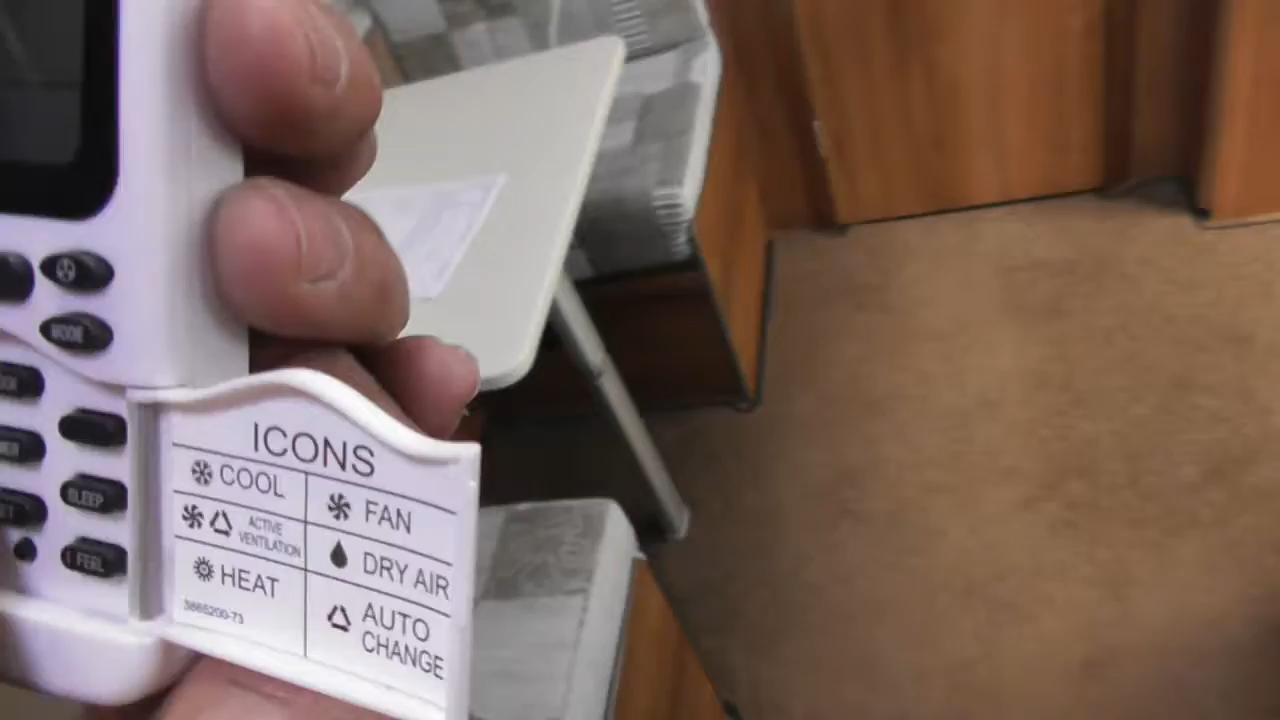 MODE
SLEEP
I FEEL
ICONS
COOL
FAN
ACTIVE
VENTILATION
DRY AIR
HEAT
AUTO
CHANGE
3865200-73